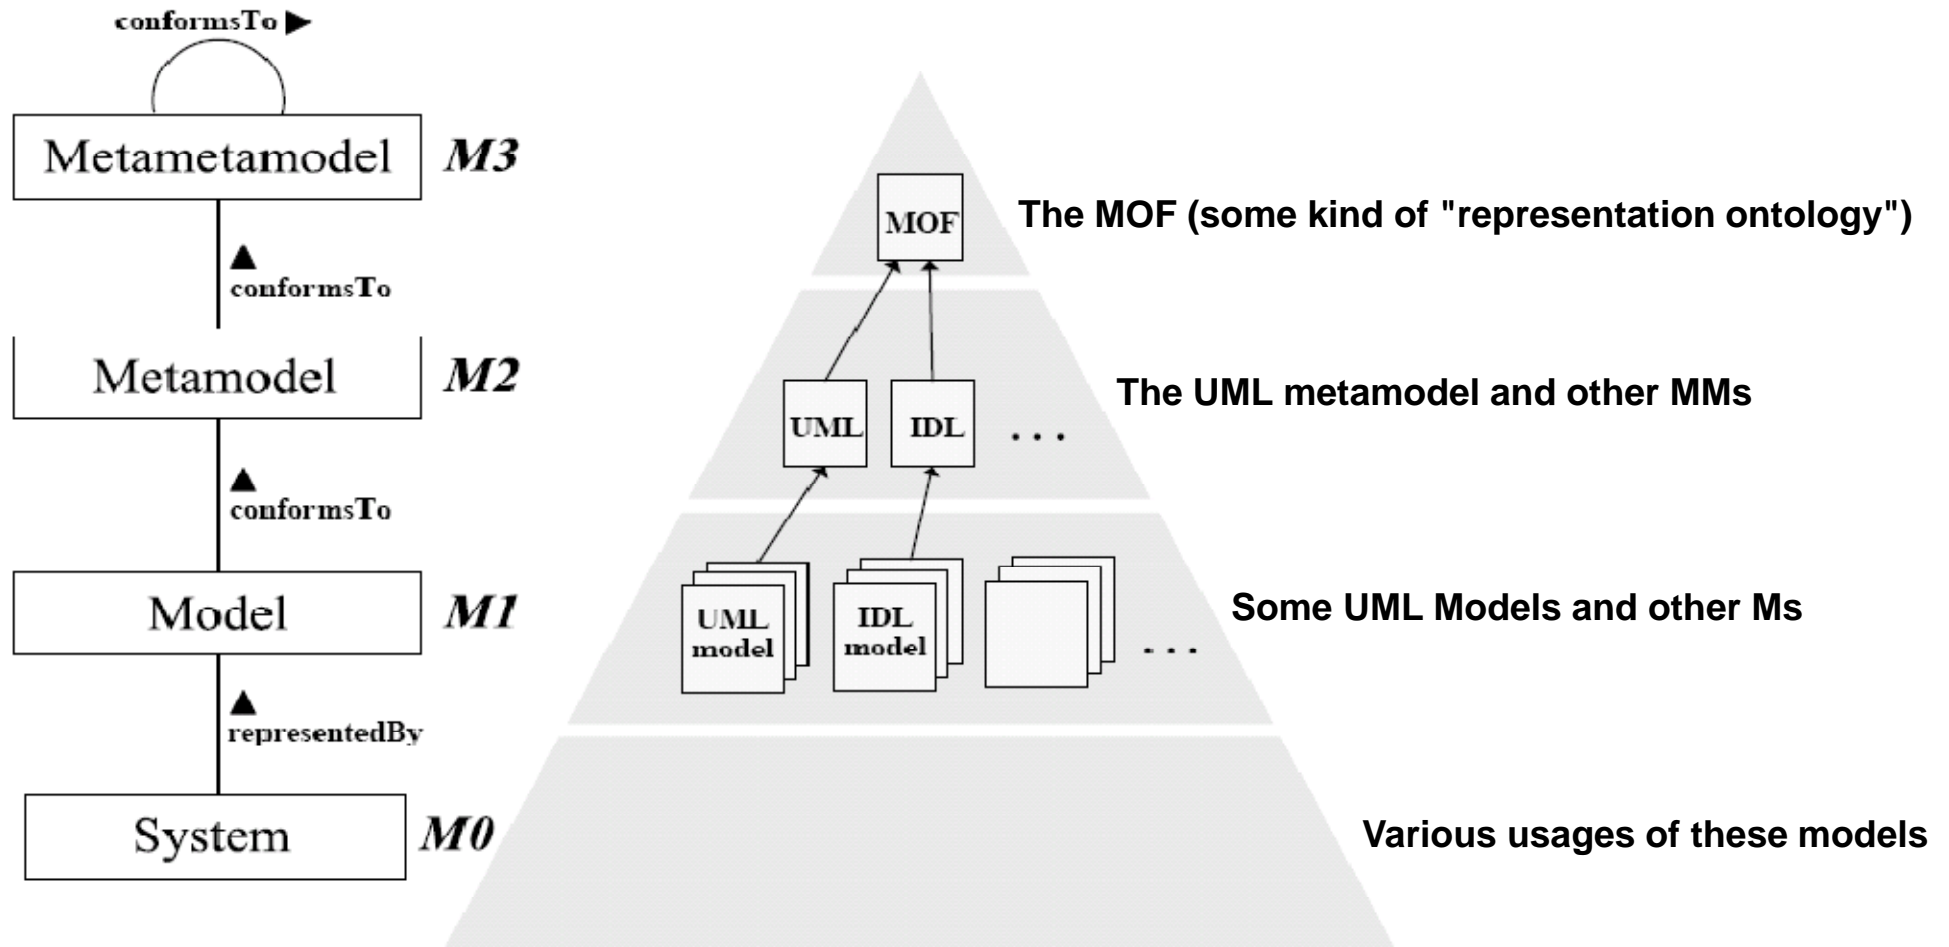 conformsTo ▶
Metametamodel M3
MOF
The MOF (some kind of "representation ontology")
▲
conformsTo
Metamodel M2
UML IDL . . .
The UML metamodel and other MMs
▲
conformsTo
Model M1
UML
model
IDL
model
. . .
Some UML Models and other Ms
▲
representedBy
System M0
Various usages of these models